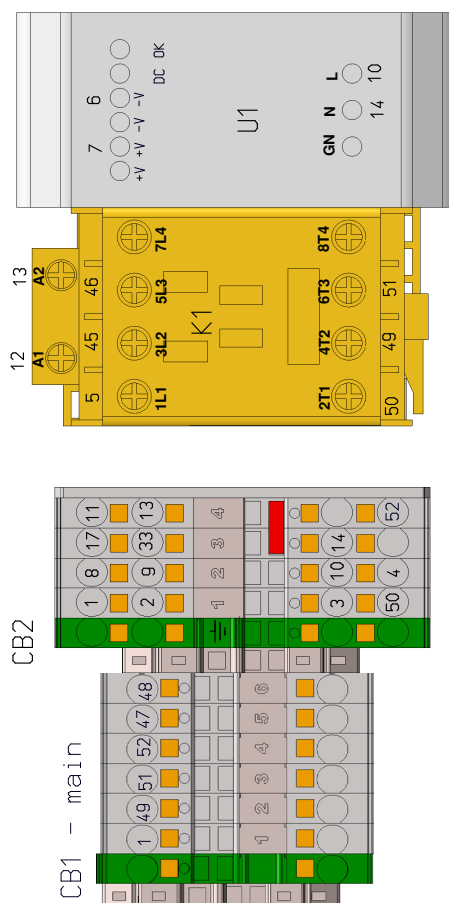 7 6
+V +V -V -V DC OK
U1
GN N L
14 10
12 13
A1 A2
5 45 46
1L1 3L2 5L3 7L4
K1
2T1 4T2 6T3 8T4
50 49 51
CB2
1 8 17 11
2 9 33 13
1 2 3 4
3 10 14
50 4 52
CB1 - main
1 49 51 52 47 48
1 2 3 4 5 6